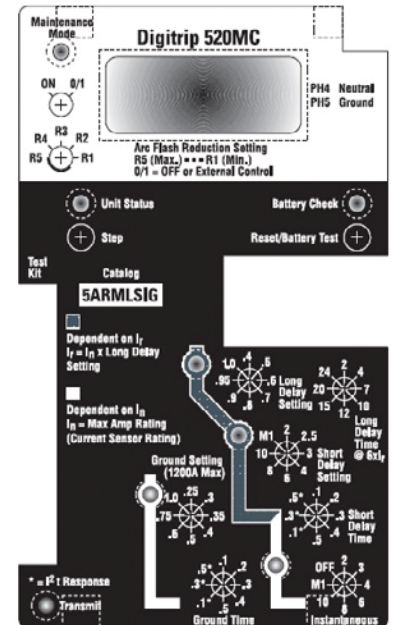 Maintenance
Mode
Digitrip 520MC
ON 0/1
PH4 Neutral
PH5 Ground
R3
R4 R2
R5 R1
Arc Flash Reduction Setting
R5 (Max.) ••• R1 (Min.)
0/1 = OFF or External Control
Unit Status
Battery Check
Step
Reset/Battery Test
Test
Kit
Catalog
5ARMLSIG
Dependent on Ir
Ir = In x Long Delay
Setting
1.0 .4 .5
.95 .6
.9 .8 .7
Long
Delay
Setting
24 2 4
20 7
15 12 10
Long
Delay
Time
@ 6xIr
Dependent on In
In = Max Amp Rating
(Current Sensor Rating)
M1 2 2.5
10 3
8 6 4
Short
Delay
Setting
Ground Setting
(1200A Max)
1.0 .25 .3
.75 .35
.6 .5 .4
.5* .1 .2
.3* .3
.1* .5 .4
Short
Delay
Time
* = I²t Response
Transmit
.5* .1 .2
.3* .3
.1* .5 .4
Ground Time
OFF 2 3
M1 4
10 8 6
Instantaneous